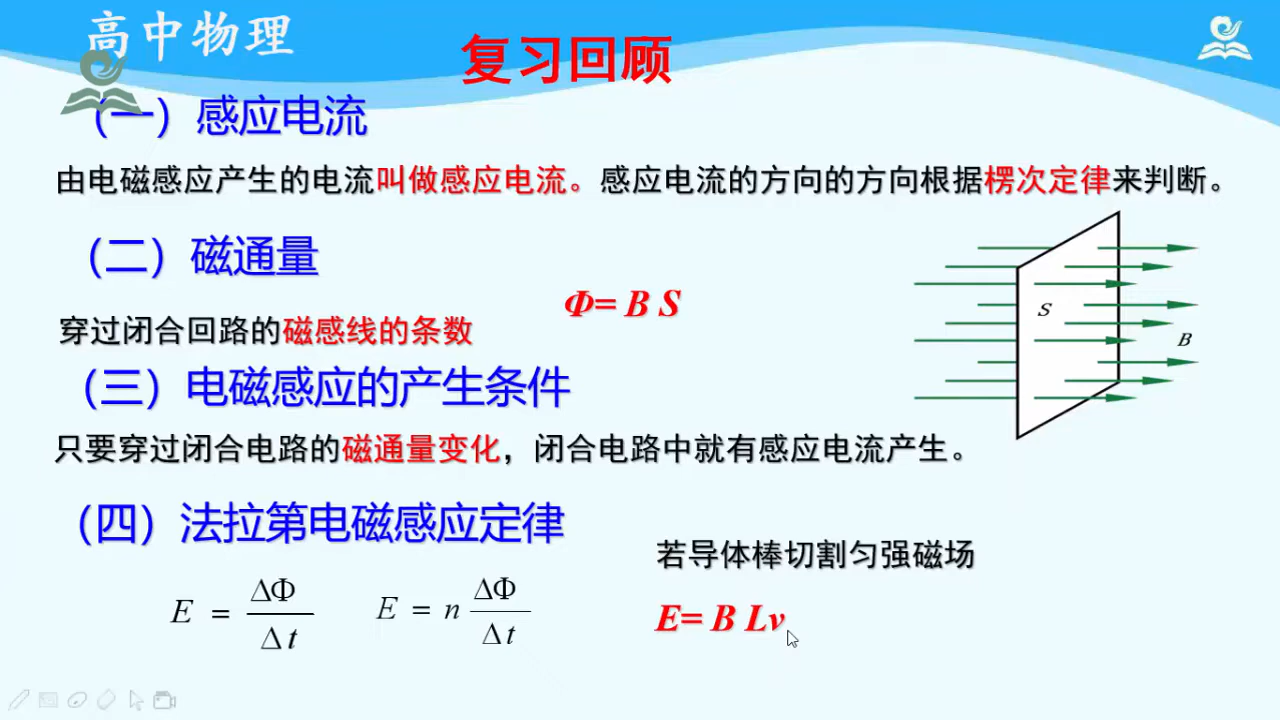 高中物理
复习回顾
（一）感应电流
由电磁感应产生的电流叫做感应电流。感应电流的方向的方向根据楞次定律来判断。
（二）磁通量
Φ= B S
穿过闭合回路的磁感线的条数
S
B
（三）电磁感应的产生条件
只要穿过闭合电路的磁通量变化，闭合电路中就有感应电流产生。
（四）法拉第电磁感应定律
若导体棒切割匀强磁场
E = ΔΦ/Δt
E = n ΔΦ/Δt
E= B Lv